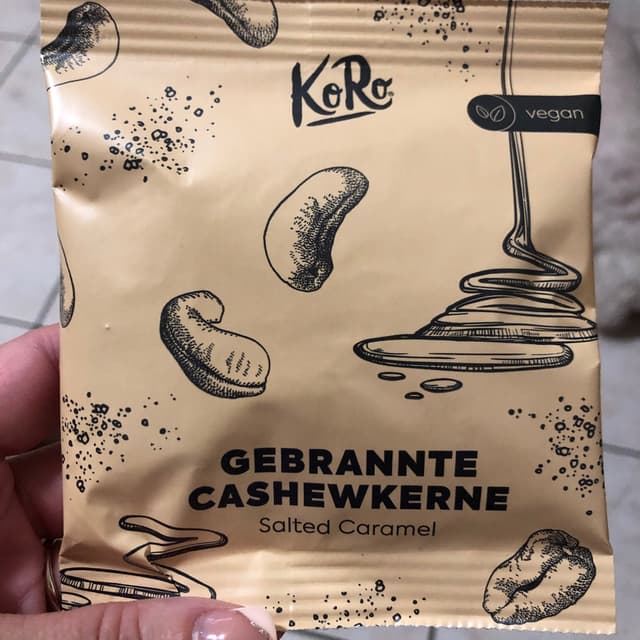 KoRo
vegan
GEBRANNTE
CASHEWKERNE
Salted Caramel